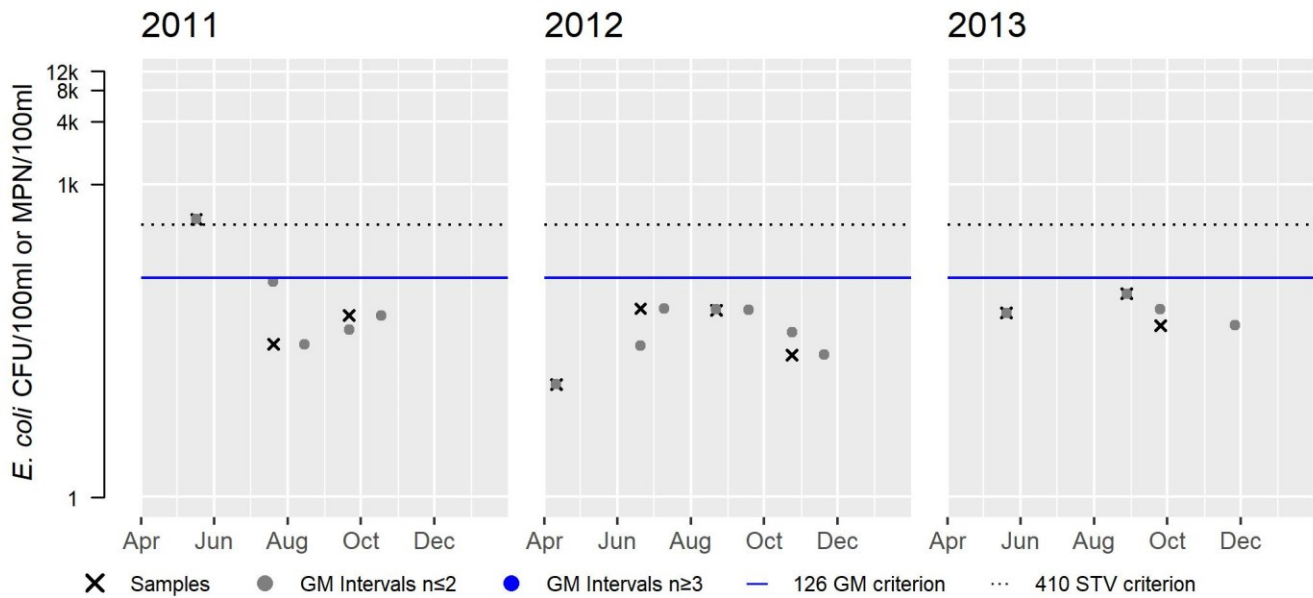 2011
2012
2013
E. coli CFU/100ml or MPN/100ml
12k
8k
4k
1k
1
Apr Jun Aug Oct Dec
Apr Jun Aug Oct Dec
Apr Jun Aug Oct Dec
Samples
GM Intervals n≤2
GM Intervals n≥3
126 GM criterion
410 STV criterion